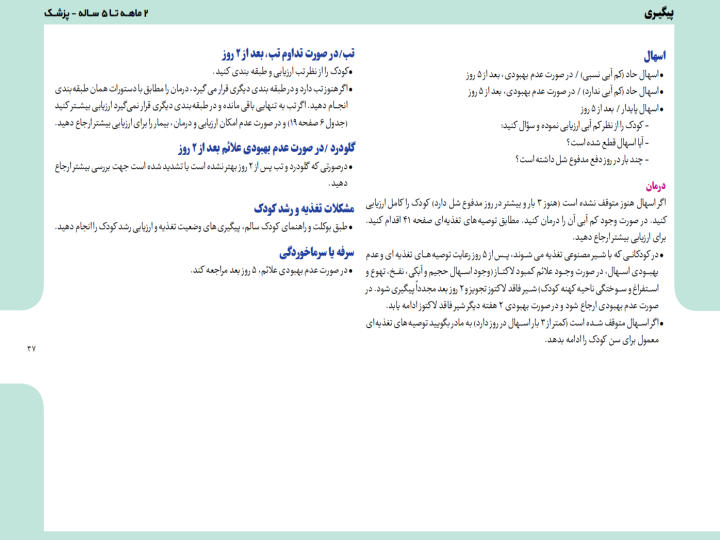 پیگیری
۲ ماهه تا ۵ ساله - پزشک
اسهال
• اسهال حاد (کم آبی نسبی) / در صورت عدم بهبودی، بعد از ۵ روز
• اسهال حاد (کم آبی ندارد) / در صورت عدم بهبودی، بعد از ۵ روز
• اسهال پایدار / بعد از ۵ روز
- کودک را از نظر کم آبی ارزیابی نموده و سؤال کنید:
- آیا اسهال قطع شده است؟
- چند بار در روز دفع مدفوع شل داشته است؟
درمان
اگر اسهال هنوز متوقف نشده است (هنوز ۳ بار و بیشتر در روز مدفوع شل دارد) کودک را کامل ارزیابی
کنید. در صورت وجود کم آبی آن را درمان کنید. مطابق توصیه های تغذیه ای صفحه ۴۱ اقدام کنید.
برای ارزیابی بیشتر ارجاع دهید.
• در کودکانی که با شیر مصنوعی تغذیه می شوند، پس از ۵ روز رعایت توصیه های تغذیه ای و عدم
بهبودی اسهال، در صورت وجود علائم کمبود لاکتاز (وجود اسهال حجیم و آبکی، نفخ، تهوع و
استفراغ و سوختگی ناحیه کهنه کودک) شیر فاقد لاکتوز تجویز و ۲ روز بعد مجدداً پیگیری شود. در
صورت عدم بهبودی ارجاع شود و در صورت بهبودی ۲ هفته دیگر شیر فاقد لاکتوز ادامه یابد.
• اگر اسهال متوقف شده است (کمتر از ۳ بار اسهال در روز دارد) به مادر بگویید توصیه های تغذیه ای
معمول برای سن کودک را ادامه بدهد.
تب/در صورت تداوم تب، بعد از ۲ روز
• کودک را از نظر تب ارزیابی و طبقه بندی کنید.
• اگر هنوز تب دارد و در طبقه بندی دیگری قرار می گیرد، درمان را مطابق با دستورات همان طبقه بندی
انجام دهید. اگر تب به تنهایی باقی مانده و در طبقه بندی دیگری قرار نمی‌گیرد ارزیابی بیشتر کنید
(جدول ۶ صفحه ۱۹) و در صورت عدم امکان ارزیابی و درمان، بیمار را برای ارزیابی بیشتر ارجاع دهید.
گلودرد /در صورت عدم بهبودی علائم بعد از ۲ روز
• درصورتی که گلودرد و تب پس از ۲ روز بهتر نشده است یا تشدید شده است جهت بررسی بیشتر ارجاع
دهید.
مشکلات تغذیه و رشد کودک
• طبق بوکلت و راهنمای کودک سالم، پیگیری های وضعیت تغذیه و ارزیابی رشد کودک را انجام دهید.
سرفه یا سرماخوردگی
• در صورت عدم بهبودی علائم، ۵ روز بعد مراجعه کند.
۳۷